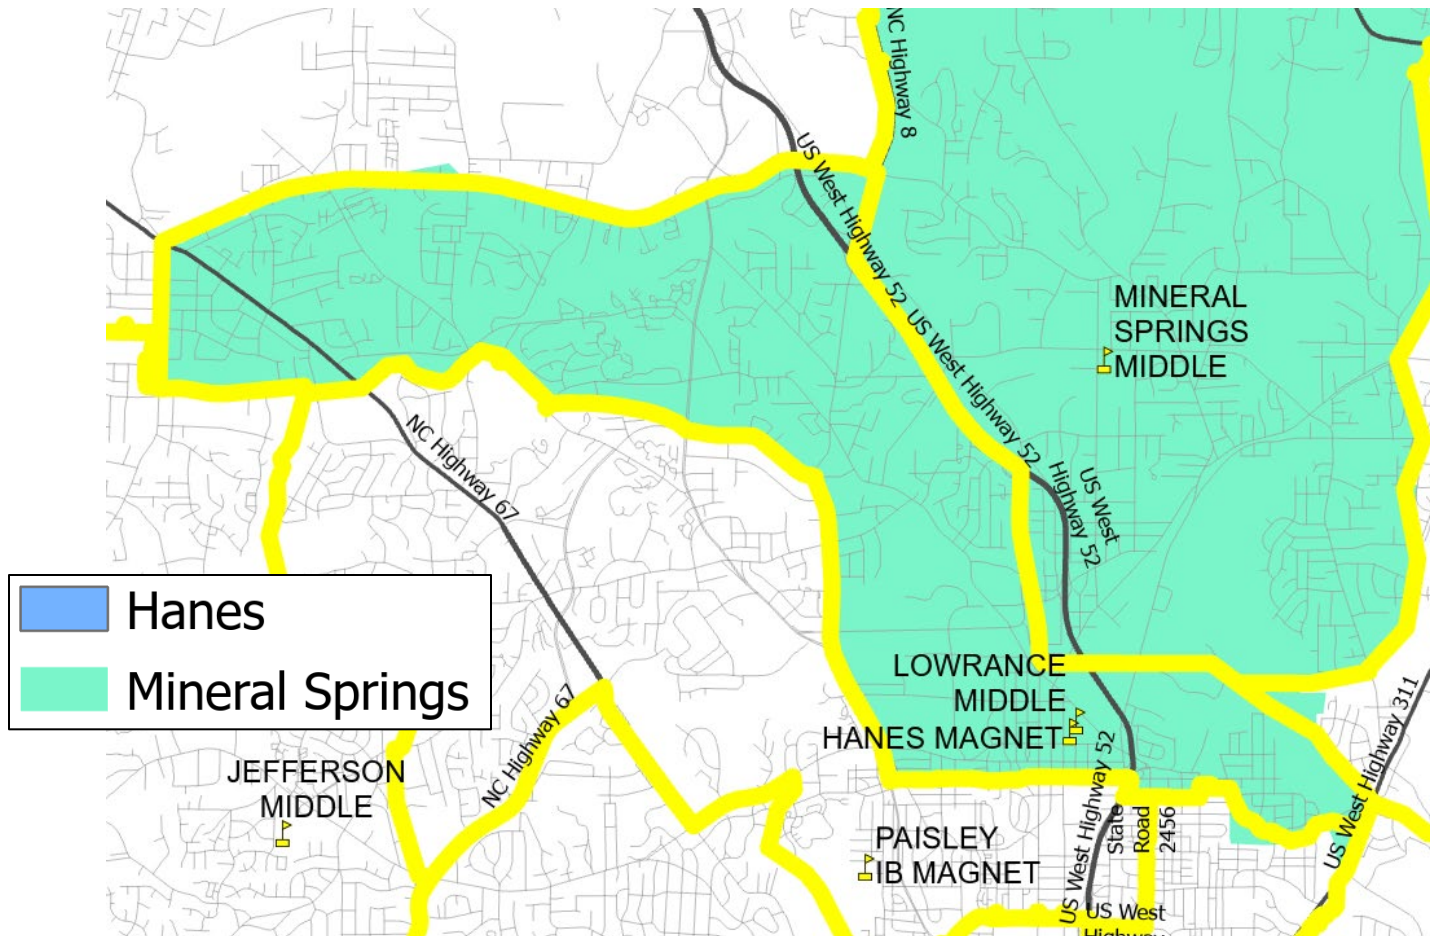 NC Highway 8
US West Highway 52
US West Highway 52
MINERAL
SPRINGS
MIDDLE
NC Highway 67
US West
Highway 52
Hanes
Mineral Springs
LOWRANCE
MIDDLE
HANES MAGNET
NC Highway 67
US West Highway 311
JEFFERSON
MIDDLE
US West Highway 52
State
Road
2456
PAISLEY
IB MAGNET
US West
Highway